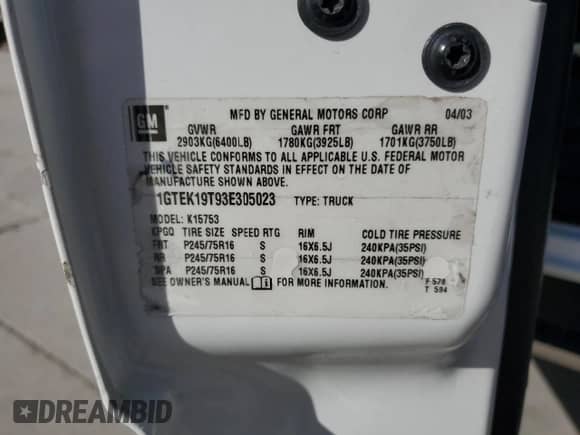 GM
MFD BY GENERAL MOTORS CORP 04/03
GVWR GAWR FRT GAWR RR
2903KG(6400LB) 1780KG(3925LB) 1701KG(3750LB)
THIS VEHICLE CONFORMS TO ALL APPLICABLE U.S. FEDERAL MOTOR
VEHICLE SAFETY STANDARDS IN EFFECT ON THE DATE OF
MANUFACTURE SHOWN ABOVE.
1GTEK19T93E305023 TYPE: TRUCK
MODEL: K15753
KPGQ TIRE SIZE SPEED RTG RIM COLD TIRE PRESSURE
FRT P245/75R16 S 16X6.5J 240KPA(35PSI)
RR P245/75R16 S 16X6.5J 240KPA(35PSI)
SPA P245/75R16 S 16X6.5J 240KPA(35PSI)
SEE OWNER'S MANUAL FOR MORE INFORMATION.
F 578
T 594
DREAMBID